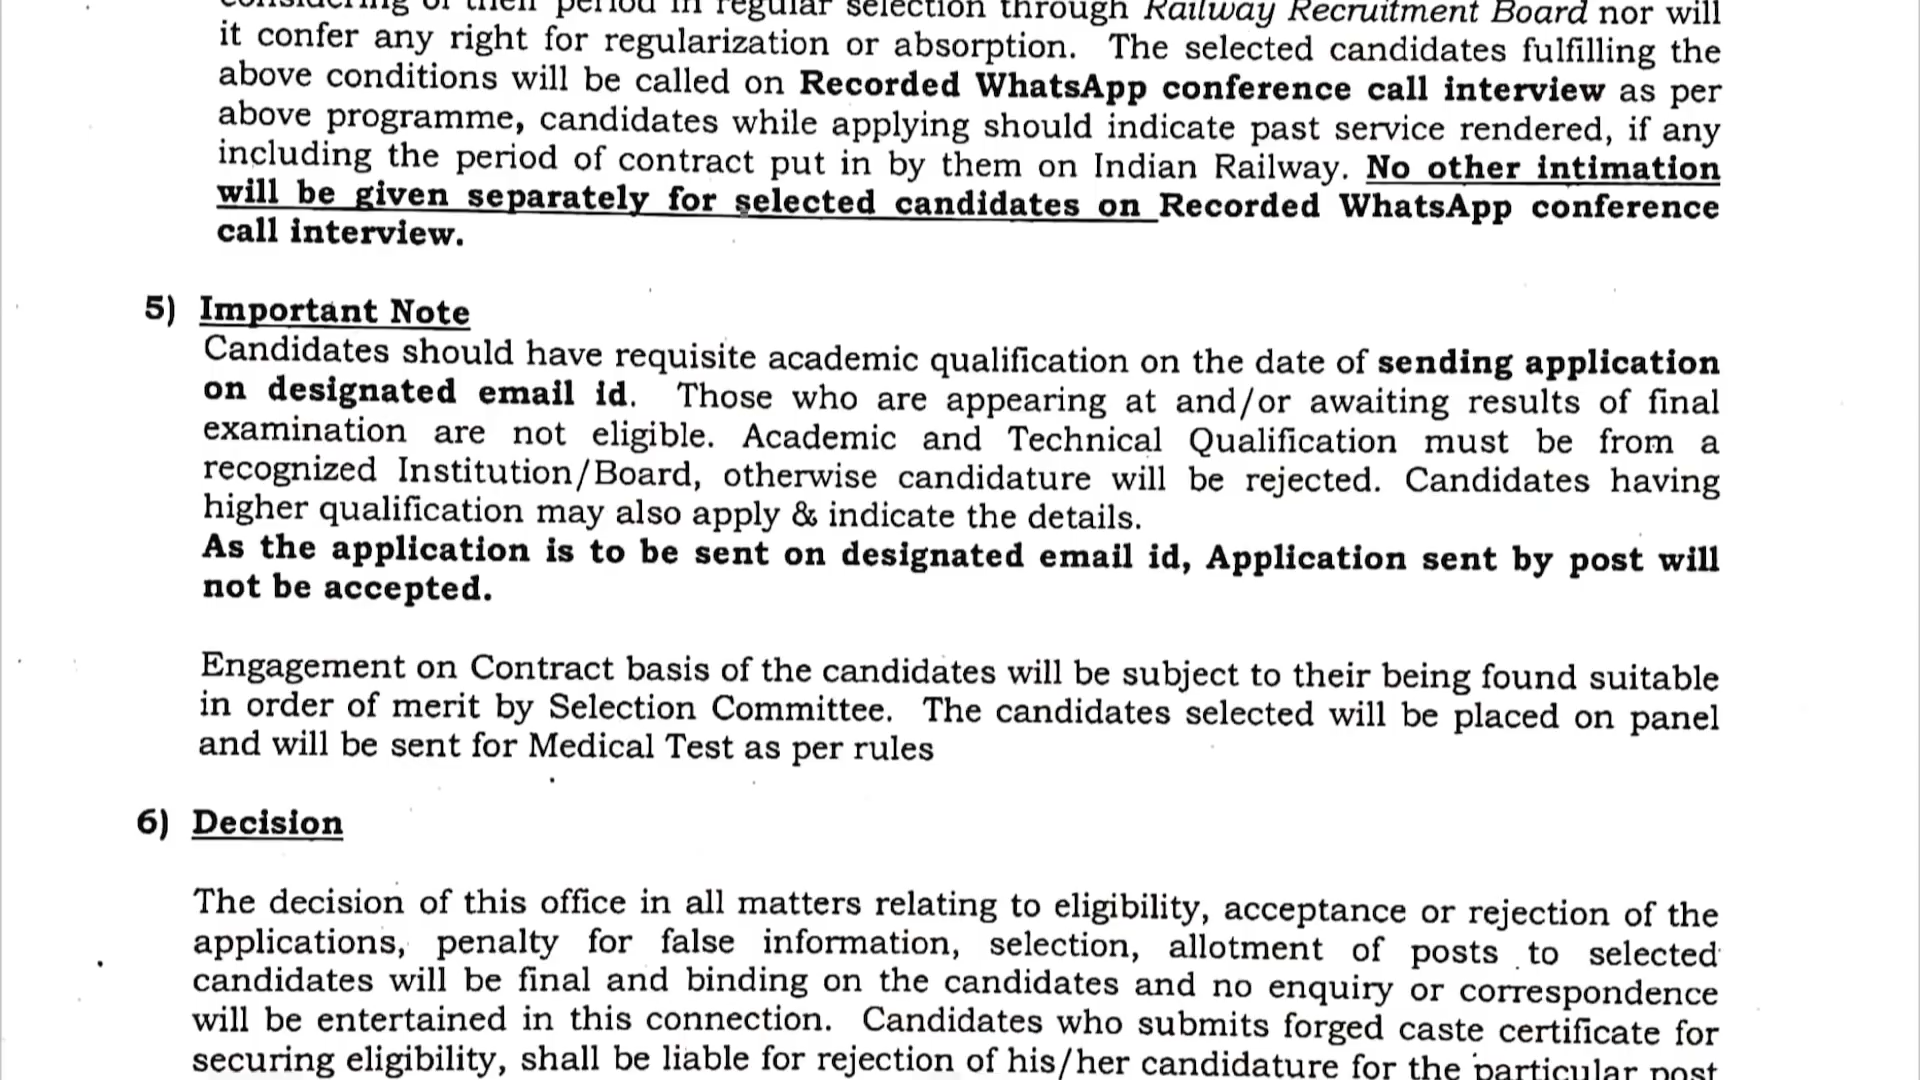 considering of their period in regular selection through Railway Recruitment Board nor will
it confer any right for regularization or absorption. The selected candidates fulfilling the
above conditions will be called on Recorded WhatsApp conference call interview as per
above programme, candidates while applying should indicate past service rendered, if any
including the period of contract put in by them on Indian Railway. No other intimation
will be given separately for selected candidates on Recorded WhatsApp conference
call interview.
5) Important Note
Candidates should have requisite academic qualification on the date of sending application
on designated email id. Those who are appearing at and/or awaiting results of final
examination are not eligible. Academic and Technical Qualification must be from a
recognized Institution/Board, otherwise candidature will be rejected. Candidates having
higher qualification may also apply & indicate the details.
As the application is to be sent on designated email id, Application sent by post will
not be accepted.
Engagement on Contract basis of the candidates will be subject to their being found suitable
in order of merit by Selection Committee. The candidates selected will be placed on panel
and will be sent for Medical Test as per rules
6) Decision
The decision of this office in all matters relating to eligibility, acceptance or rejection of the
applications, penalty for false information, selection, allotment of posts to selected
candidates will be final and binding on the candidates and no enquiry or correspondence
will be entertained in this connection. Candidates who submits forged caste certificate for
securing eligibility, shall be liable for rejection of his/her candidature for the particular post